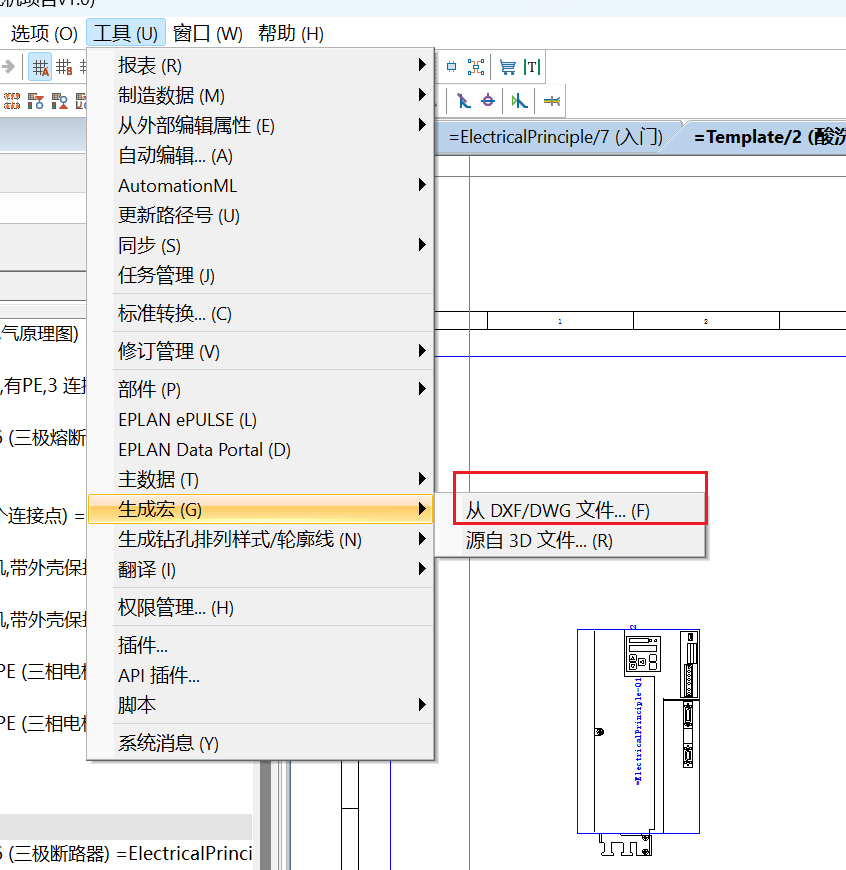 选项 (O) 工具 (U) 窗口 (W) 帮助 (H)
报表 (R)
制造数据 (M)
从外部编辑属性 (E)
自动编辑... (A)
AutomationML
更新路径号 (U)
同步 (S)
任务管理 (J)
标准转换... (C)
修订管理 (V)
部件 (P)
EPLAN ePULSE (L)
EPLAN Data Portal (D)
主数据 (T)
生成宏 (G)
生成钻孔排列样式/轮廓线 (N)
翻译 (I)
权限管理... (H)
插件...
API 插件...
脚本
系统消息 (Y)
从 DXF/DWG 文件... (F)
源自 3D 文件... (R)
=ElectricalPrinciple/7 (入门)
=Template/2 (酸洗
1
2
=ElectricalPrinciple-Q1
气原理图)
,有PE,3 连接
(三极熔断
个连接点) =
,带外壳保护
,带外壳保护
PE (三相电机
PE (三相电机
(三极断路器) =ElectricalPrinci